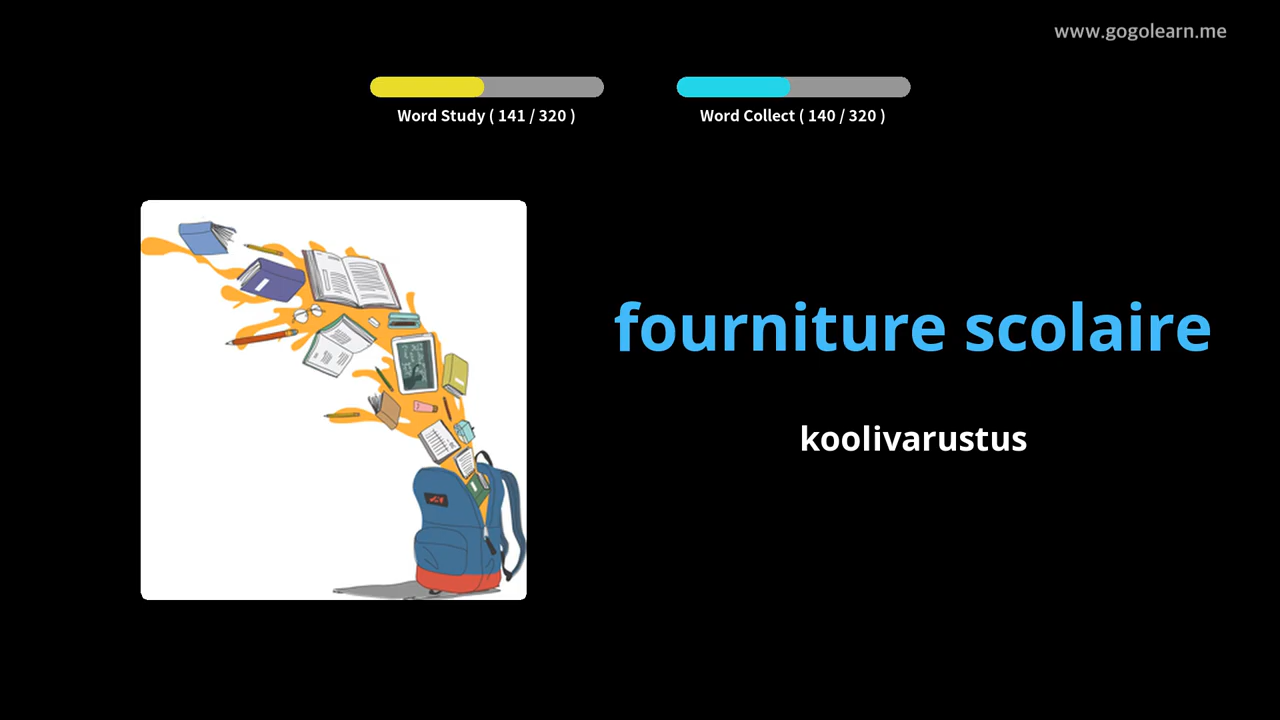 www.gogolearn.me
Word Study ( 141 / 320 )
Word Collect ( 140 / 320 )
fourniture scolaire
koolivarustus